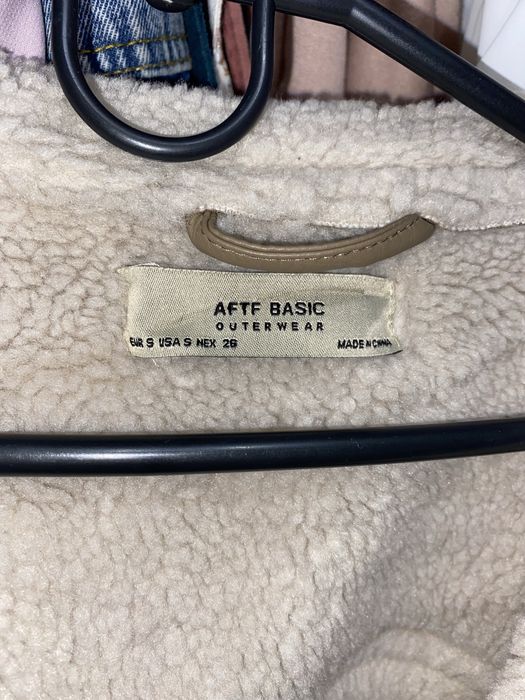 AFTF BASIC
OUTERWEAR
EUR S USA S MEX 26 MADE IN CHINA